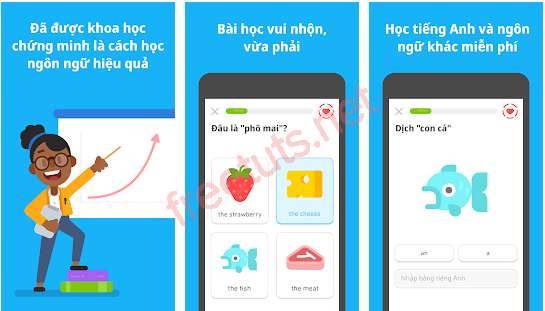 Đã được khoa học
chứng minh là cách học
ngôn ngữ hiệu quả
Bài học vui nhộn,
vừa phải
Đâu là "phô mai"?
the strawberry
the cheese
the fish
the meat
Học tiếng Anh và ngôn
ngữ khác miễn phí
Dịch "con cá"
an
a
Nhập bằng tiếng Anh
freetuts.net